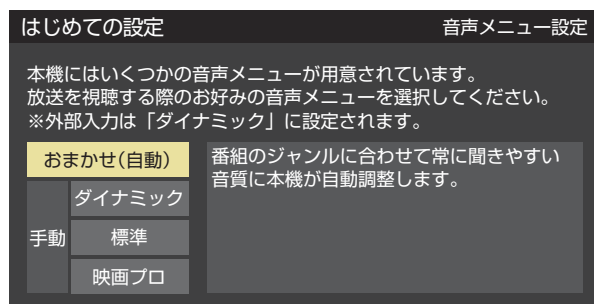 はじめての設定
音声メニュー設定
本機にはいくつかの音声メニューが用意されています。
放送を視聴する際のお好みの音声メニューを選択してください。
※外部入力は「ダイナミック」に設定されます。
おまかせ(自動)
番組のジャンルに合わせて常に聞きやすい
音質に本機が自動調整します。
手動
ダイナミック
標準
映画プロ